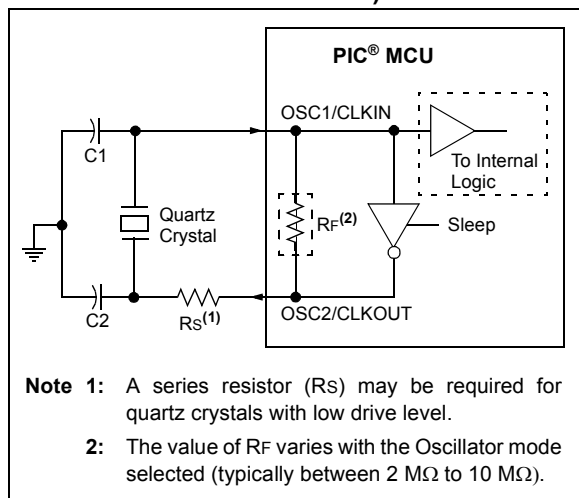 PIC® MCU
OSC1/CLKIN
C1
To Internal
Logic
Quartz
Crystal
RF(2)
Sleep
C2
RS(1)
OSC2/CLKOUT
Note 1: A series resistor (RS) may be required for
quartz crystals with low drive level.
2: The value of RF varies with the Oscillator mode
selected (typically between 2 MΩ to 10 MΩ).